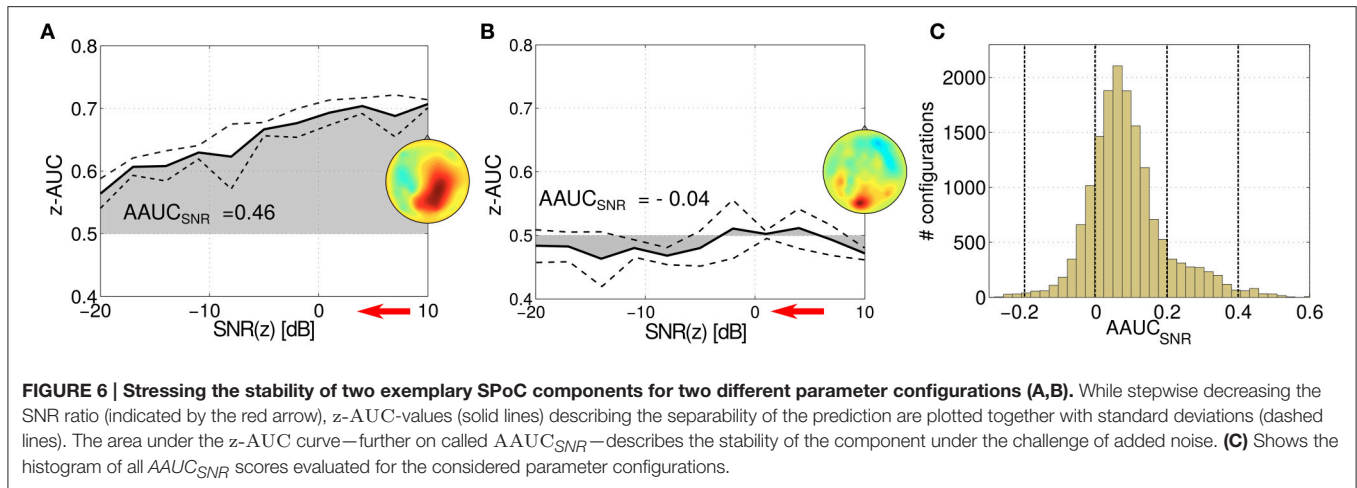 A
B
C
0.8
0.7
0.6
0.5
0.4
z-AUC
AAUC_SNR =0.46
−20
−10
0
10
SNR(z) [dB]
0.8
0.7
0.6
0.5
0.4
z-AUC
AAUC_SNR = - 0.04
−20
−10
0
10
SNR(z) [dB]
2000
1500
1000
500
0
# configurations
−0.2
0
0.2
0.4
0.6
AAUC_SNR
FIGURE 6 | Stressing the stability of two exemplary SPoC components for two different parameter configurations (A,B). While stepwise decreasing the
SNR ratio (indicated by the red arrow), z-AUC-values (solid lines) describing the separability of the prediction are plotted together with standard deviations (dashed
lines). The area under the z-AUC curve—further on called AAUC_SNR—describes the stability of the component under the challenge of added noise. (C) Shows the
histogram of all AAUC_SNR scores evaluated for the considered parameter configurations.